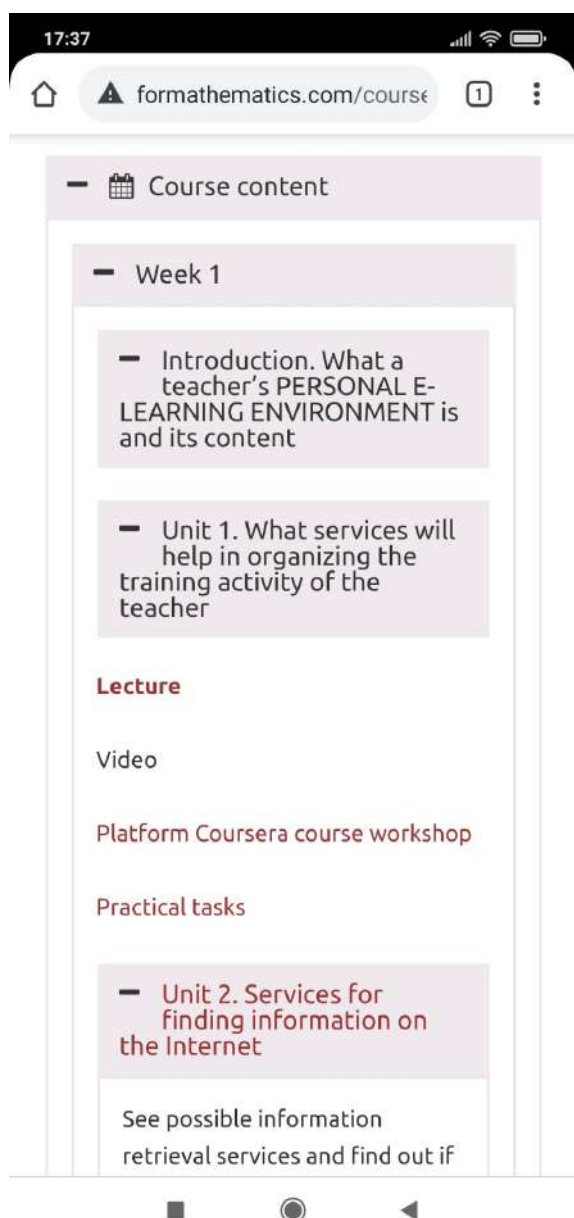 17:37
formathematics.com/course
1
Course content
Week 1
Introduction. What a
teacher's PERSONAL E-
LEARNING ENVIRONMENT is
and its content
Unit 1. What services will
help in organizing the
training activity of the
teacher
Lecture
Video
Platform Coursera course workshop
Practical tasks
Unit 2. Services for
finding information on
the Internet
See possible information
retrieval services and find out if